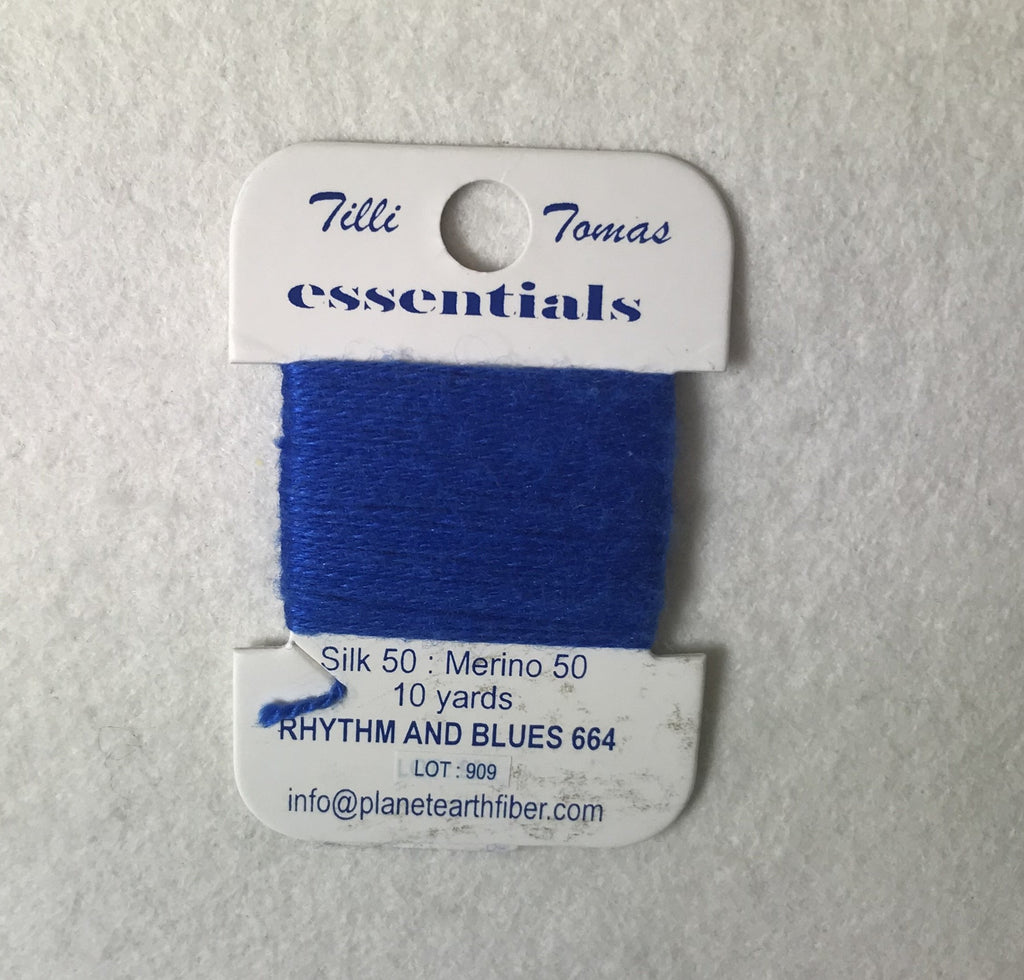 Tilli Tomas
essentials
Silk 50 : Merino 50
10 yards
RHYTHM AND BLUES 664
LOT : 909
info@planetearthfiber.com